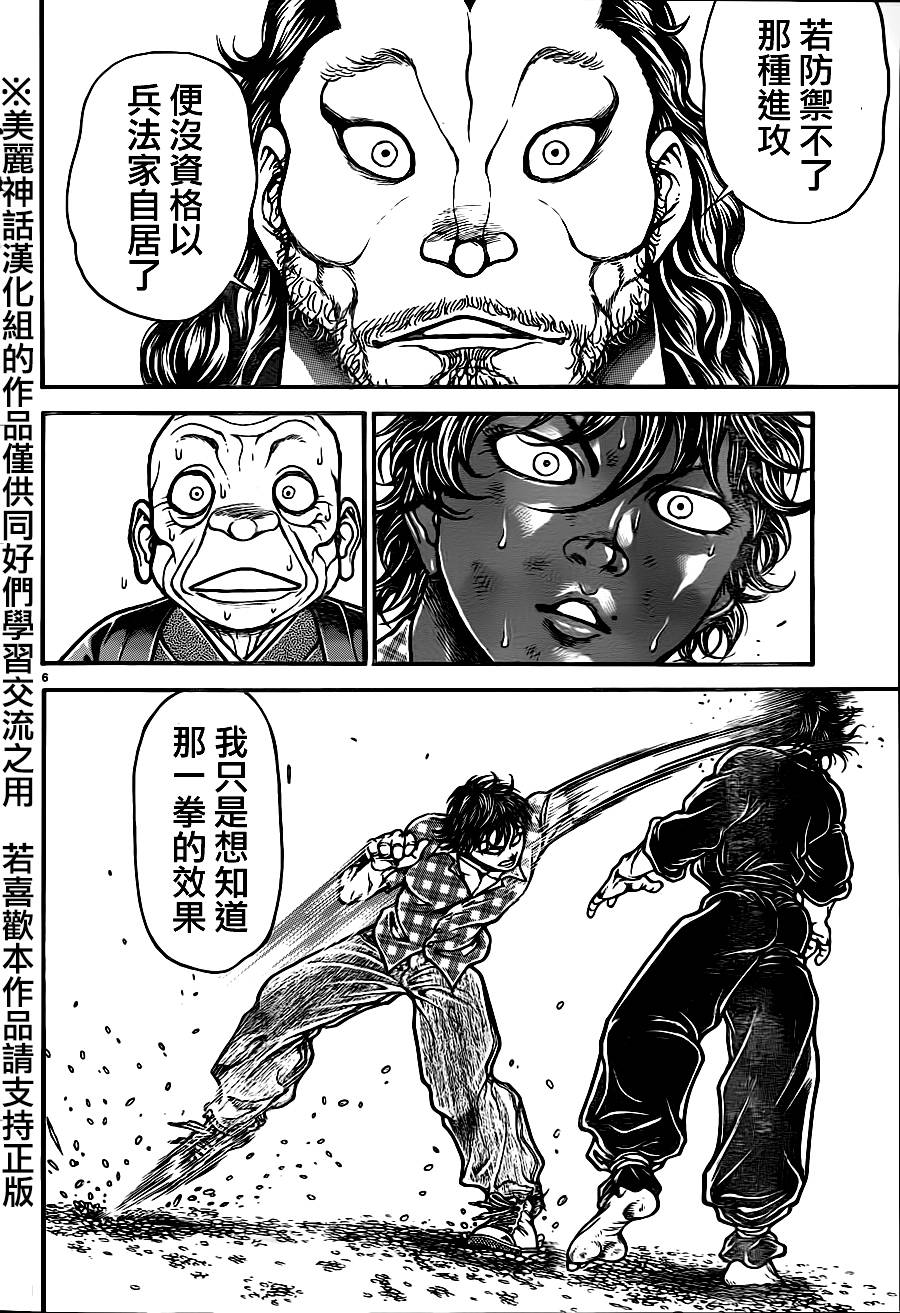 若防禦不了
那種進攻
便沒資格以
兵法家自居了
6
我只是想知道
那一拳的效果
※美麗神話漢化組的作品僅供同好們學習交流之用 若喜歡本作品請支持正版